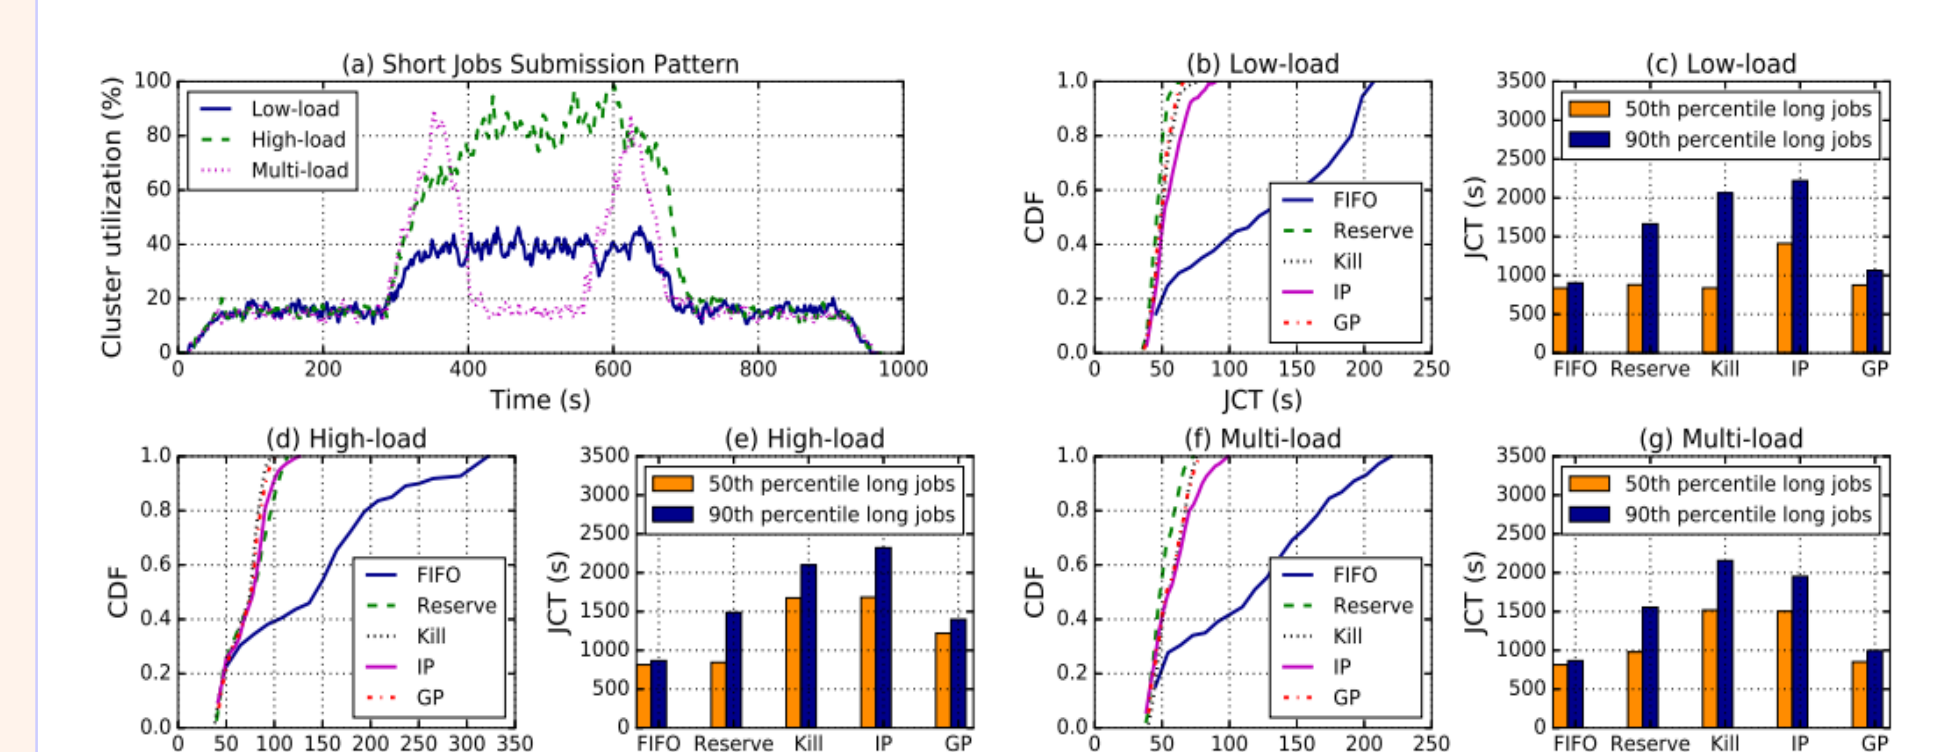 (a) Short Jobs Submission Pattern
Cluster utilization (%)
100
80
60
40
20
0
Low-load
High-load
Multi-load
0 200 400 600 800 1000
Time (s)
(b) Low-load
CDF
1.0
0.8
0.6
0.4
0.2
0.0
FIFO
Reserve
Kill
IP
GP
0 50 100 150 200 250
JCT (s)
(c) Low-load
JCT (s)
3500
3000
2500
2000
1500
1000
500
0
50th percentile long jobs
90th percentile long jobs
FIFO Reserve Kill IP GP
(d) High-load
CDF
1.0
0.8
0.6
0.4
0.2
0.0
FIFO
Reserve
Kill
IP
GP
0 50 100 150 200 250 300 350
(e) High-load
JCT (s)
3500
3000
2500
2000
1500
1000
500
0
50th percentile long jobs
90th percentile long jobs
FIFO Reserve Kill IP GP
(f) Multi-load
CDF
1.0
0.8
0.6
0.4
0.2
0.0
FIFO
Reserve
Kill
IP
GP
0 50 100 150 200 250
(g) Multi-load
JCT (s)
3500
3000
2500
2000
1500
1000
500
0
50th percentile long jobs
90th percentile long jobs
FIFO Reserve Kill IP GP